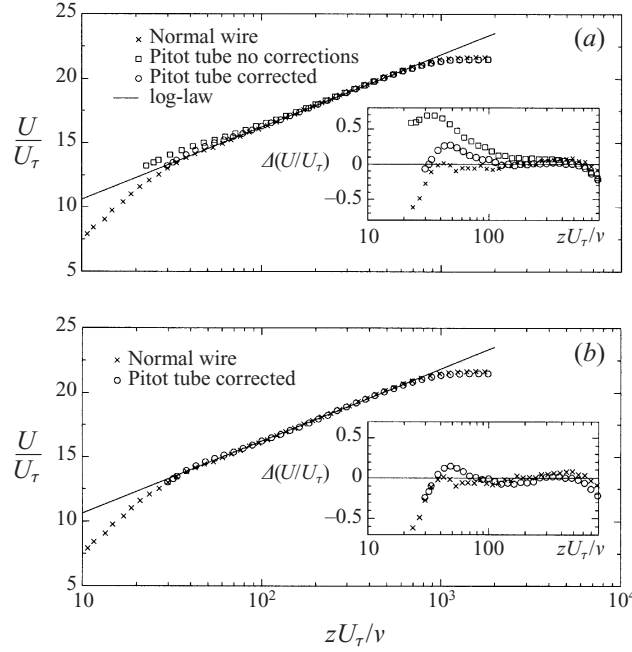 25
(a)
× Normal wire
□ Pitot tube no corrections
○ Pitot tube corrected
— log-law
20
U
Uτ
15
10
5
0.5
Δ(U/Uτ)
0
−0.5
10
100
zUτ/ν
25
(b)
× Normal wire
○ Pitot tube corrected
20
U
Uτ
15
10
5
0.5
Δ(U/Uτ)
0
−0.5
10
100
zUτ/ν
10
10²
10³
10⁴
zUτ/ν